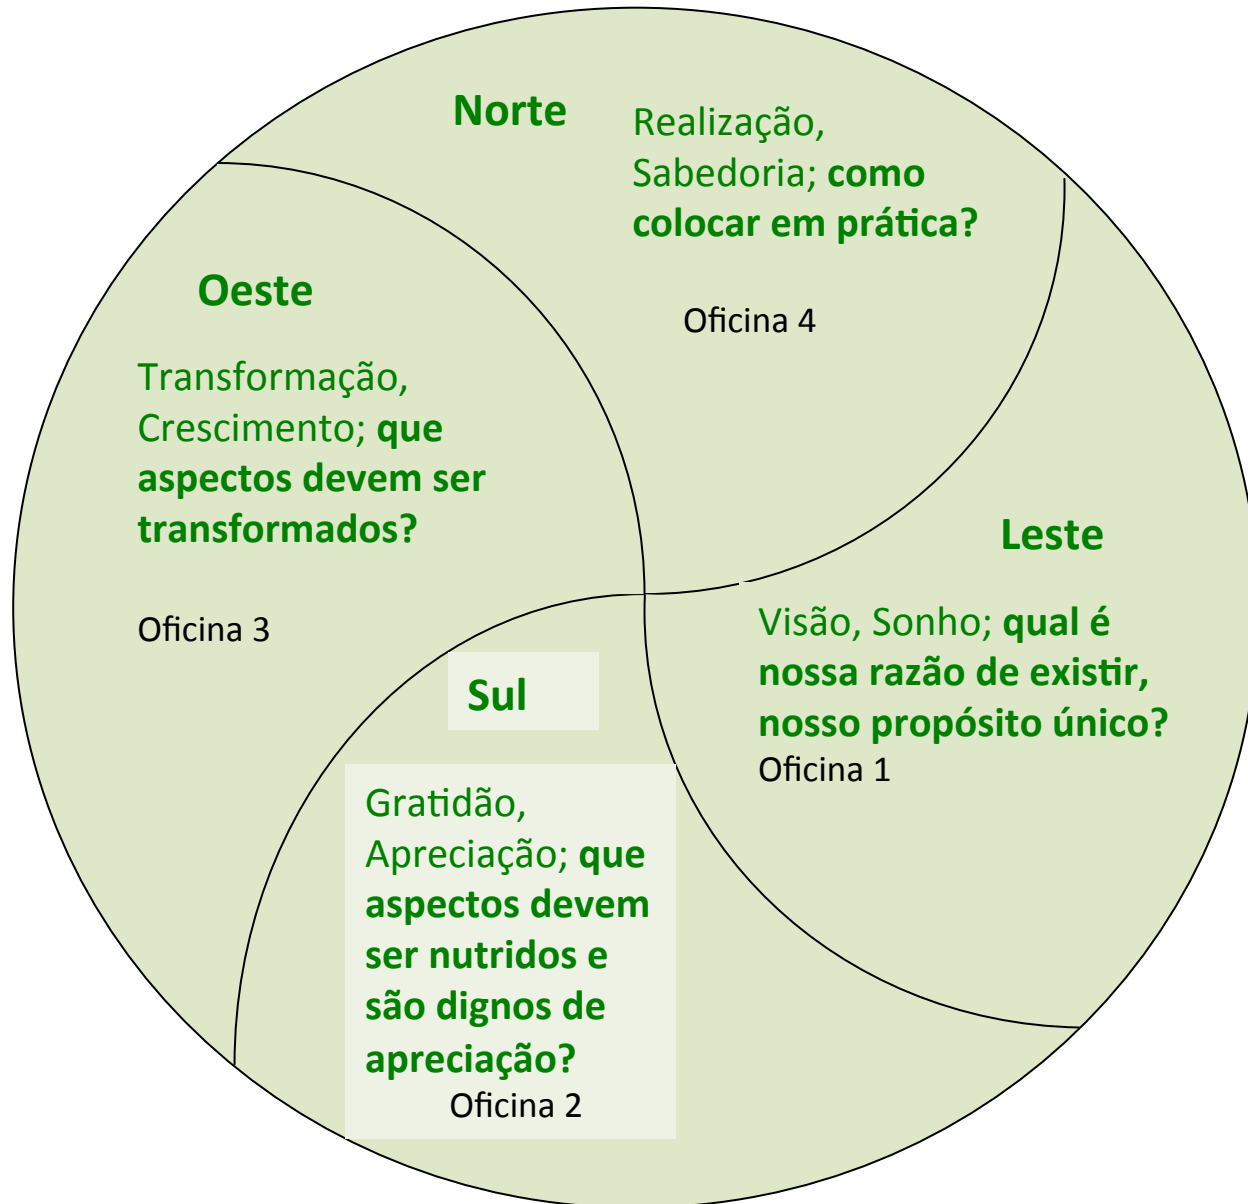 Norte
Realização,
Sabedoria; como
colocar em prática?
Oficina 4
Oeste
Transformação,
Crescimento; que
aspectos devem ser
transformados?
Oficina 3
Leste
Visão, Sonho; qual é
nossa razão de existir,
nosso propósito único?
Oficina 1
Sul
Gratidão,
Apreciação; que
aspectos devem
ser nutridos e
são dignos de
apreciação?
Oficina 2